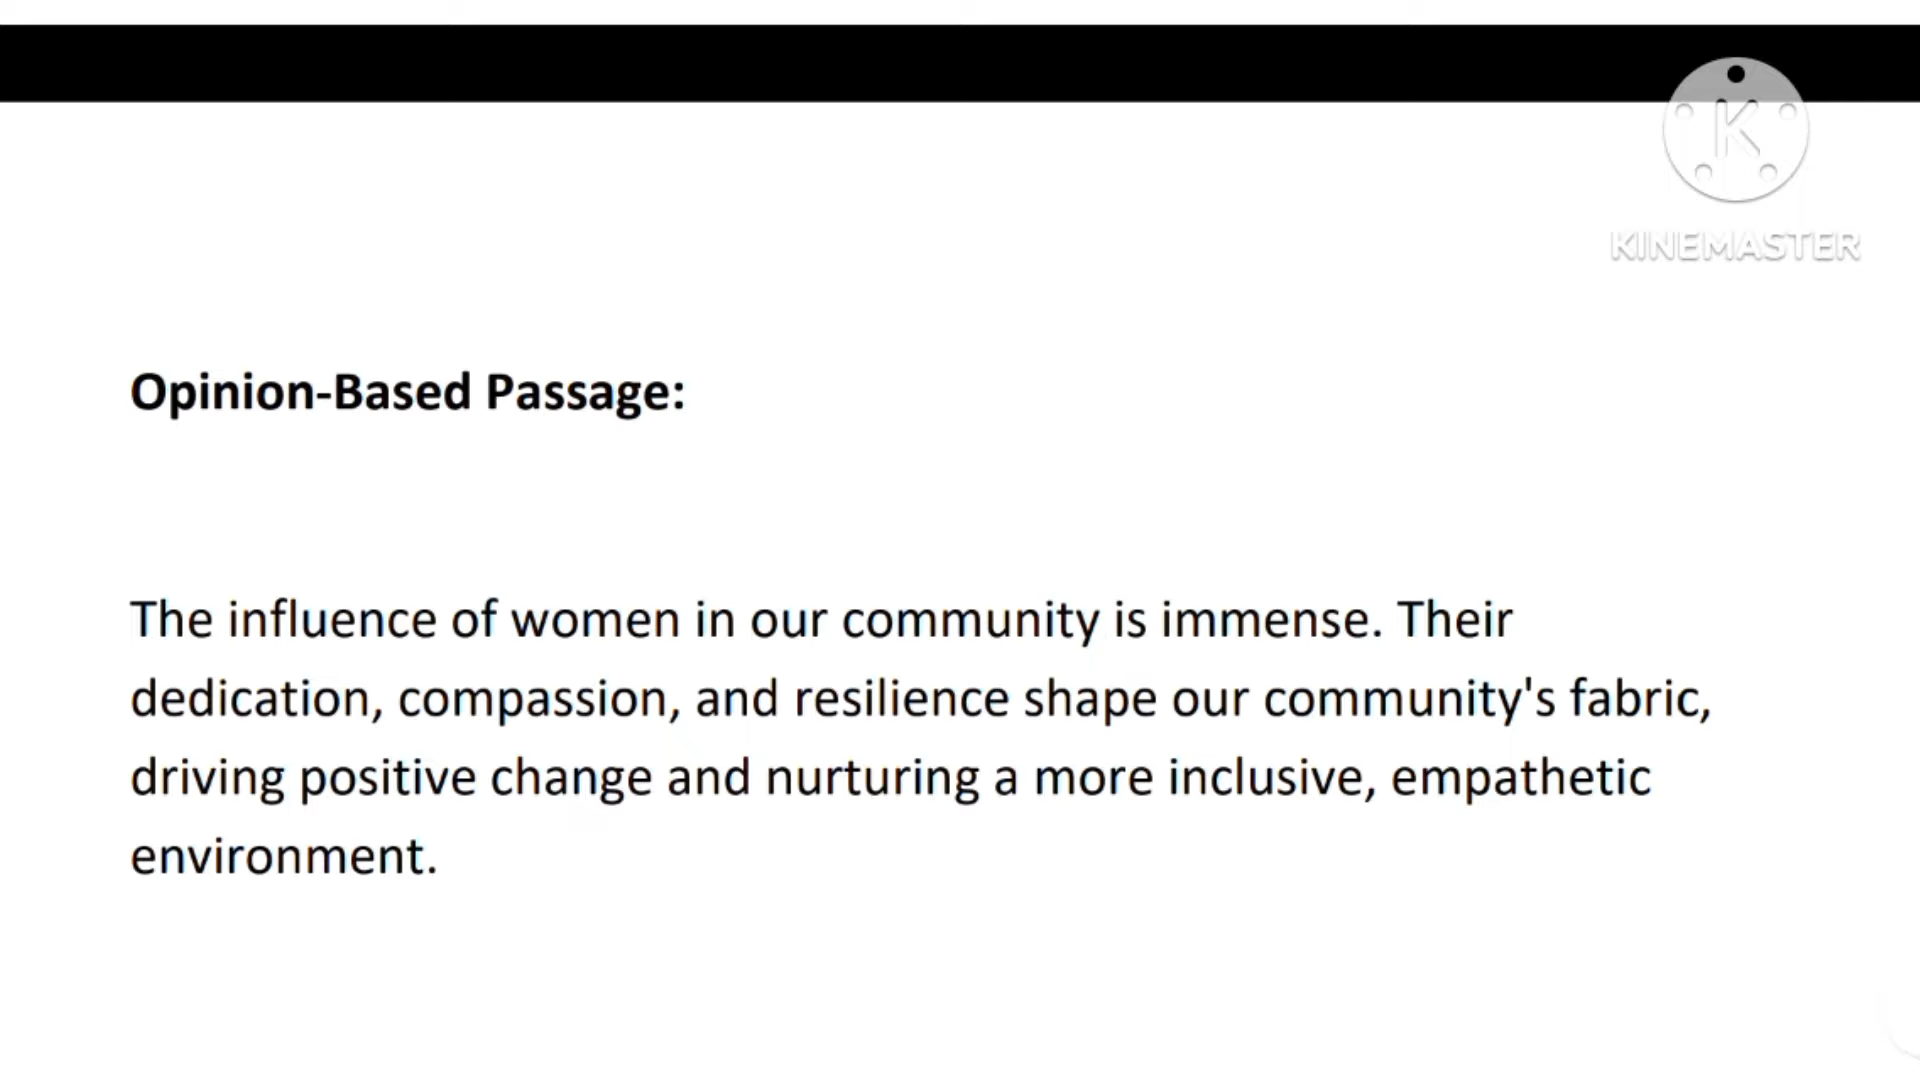 K
KINEMASTER
Opinion-Based Passage:
The influence of women in our community is immense. Their
dedication, compassion, and resilience shape our community's fabric,
driving positive change and nurturing a more inclusive, empathetic
environment.